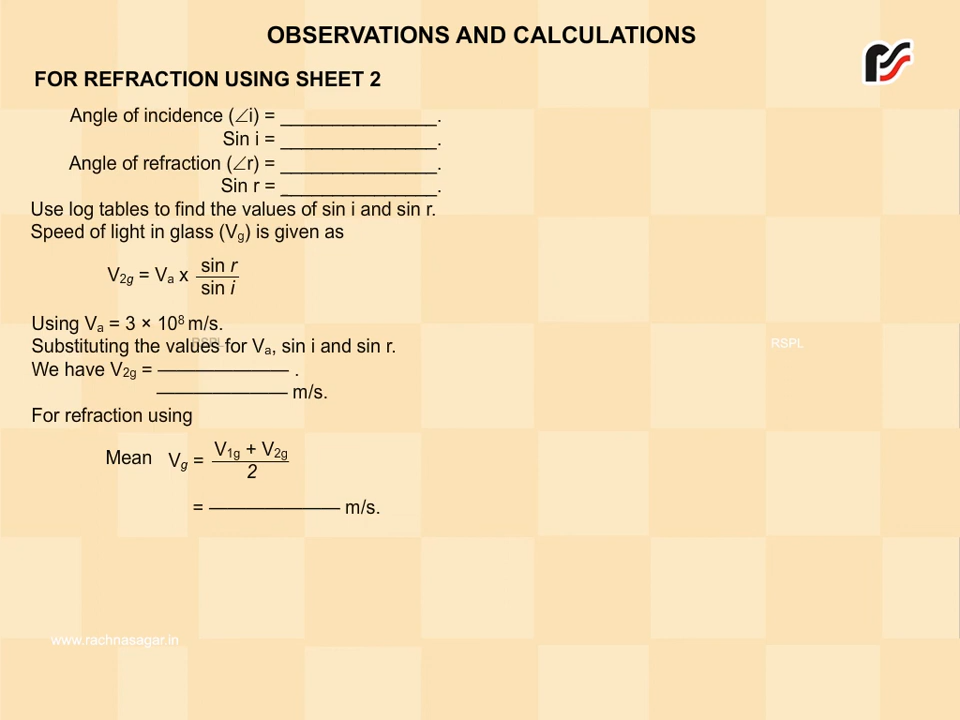 OBSERVATIONS AND CALCULATIONS
FOR REFRACTION USING SHEET 2
Angle of incidence (∠i) = _______________.
Sin i = _______________.
Angle of refraction (∠r) = _______________.
Sin r = _______________.
Use log tables to find the values of sin i and sin r.
Speed of light in glass (Vg) is given as
V2g = Va x sin r / sin i
Using Va = 3 × 10⁸ m/s.
Substituting the values for Va, sin i and sin r.
We have V2g = ——————— .
——————— m/s.
For refraction using
Mean Vg = V1g + V2g / 2
= ——————— m/s.
RSPL
RSPL
www.rachnasagar.in